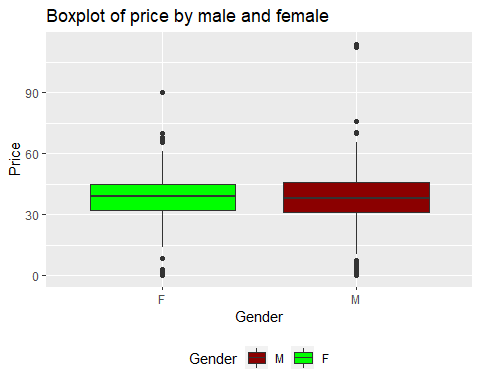 Boxplot of price by male and female
Price
90
60
30
0
F M
Gender
Gender M F